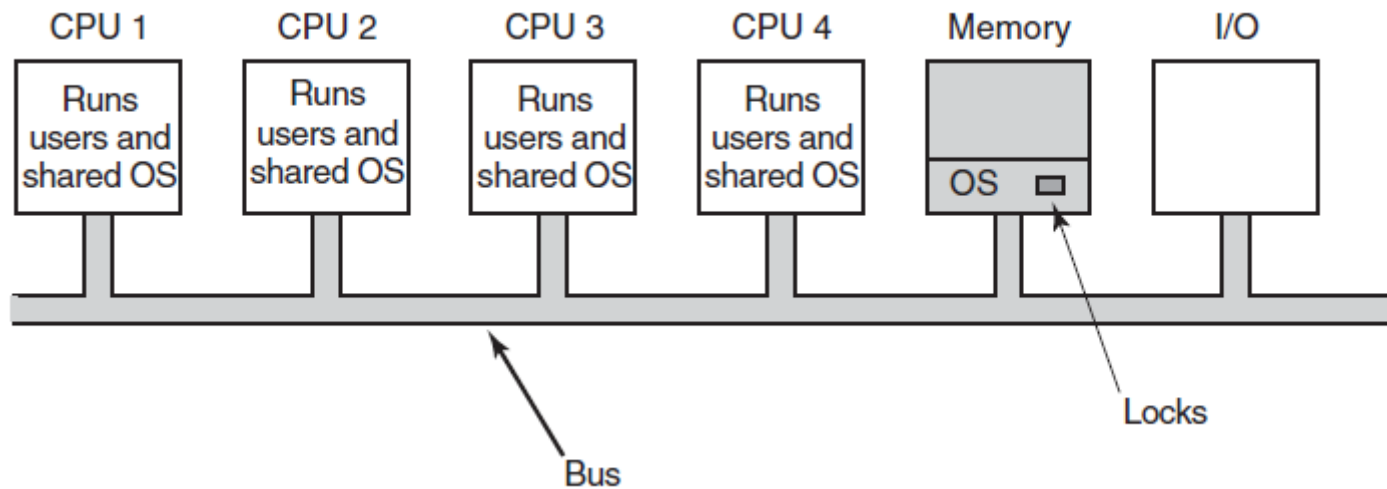 CPU 1
CPU 2
CPU 3
CPU 4
Memory
I/O
Runs
users and
shared OS
Runs
users and
shared OS
Runs
users and
shared OS
Runs
users and
shared OS
OS
Locks
Bus